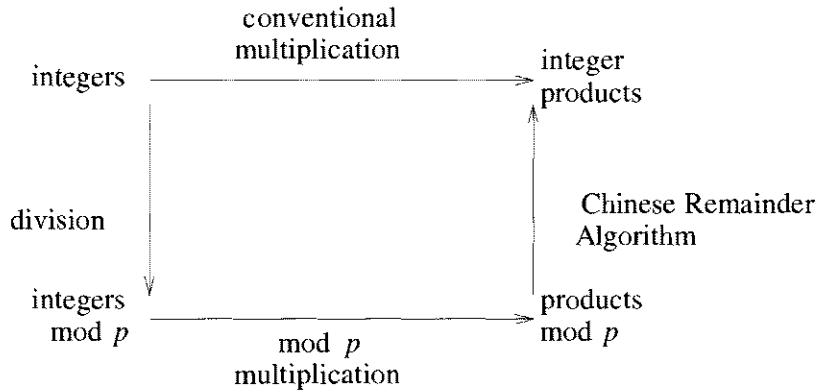 conventional
multiplication
integers
integer
products
division
Chinese Remainder
Algorithm
integers
mod p
products
mod p
mod p
multiplication